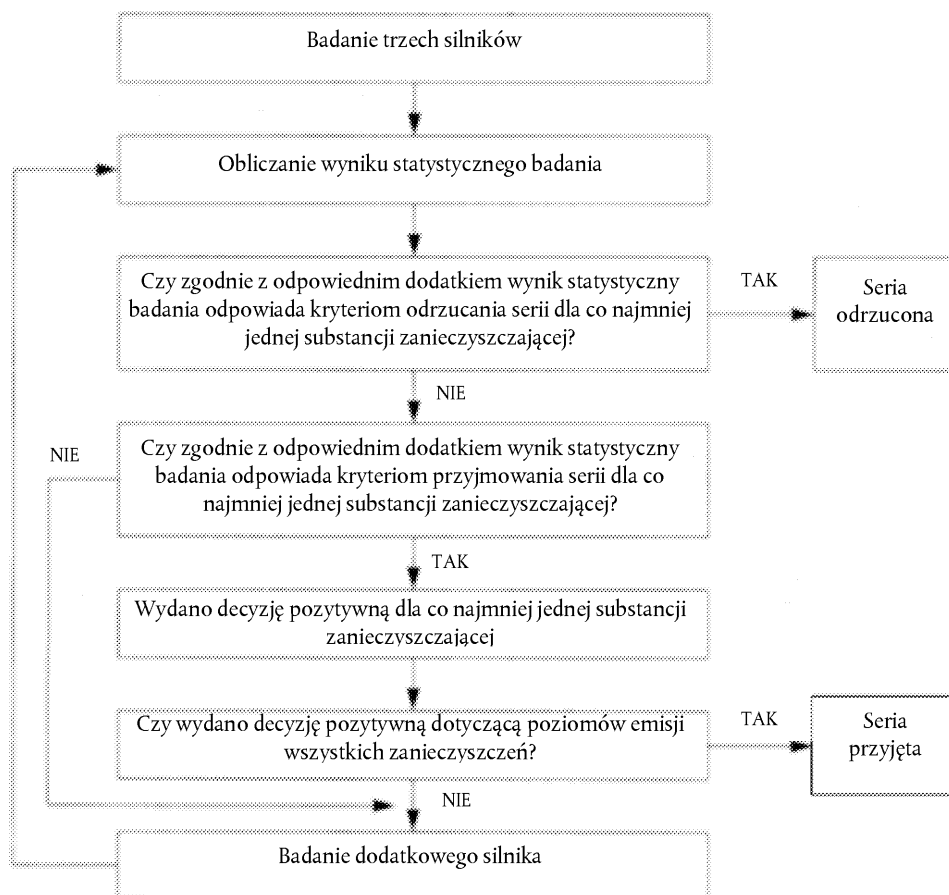 Badanie trzech silników
Obliczanie wyniku statystycznego badania
Czy zgodnie z odpowiednim dodatkiem wynik statystyczny
badania odpowiada kryteriom odrzucania serii dla co najmniej
jednej substancji zanieczyszczającej?
TAK
Seria
odrzucona
NIE
Czy zgodnie z odpowiednim dodatkiem wynik statystyczny
badania odpowiada kryteriom przyjmowania serii dla co
najmniej jednej substancji zanieczyszczającej?
NIE
TAK
Wydano decyzję pozytywną dla co najmniej jednej substancji
zanieczyszczającej
Czy wydano decyzję pozytywną dotyczącą poziomów emisji
wszystkich zanieczyszczeń?
TAK
Seria
przyjęta
NIE
Badanie dodatkowego silnika